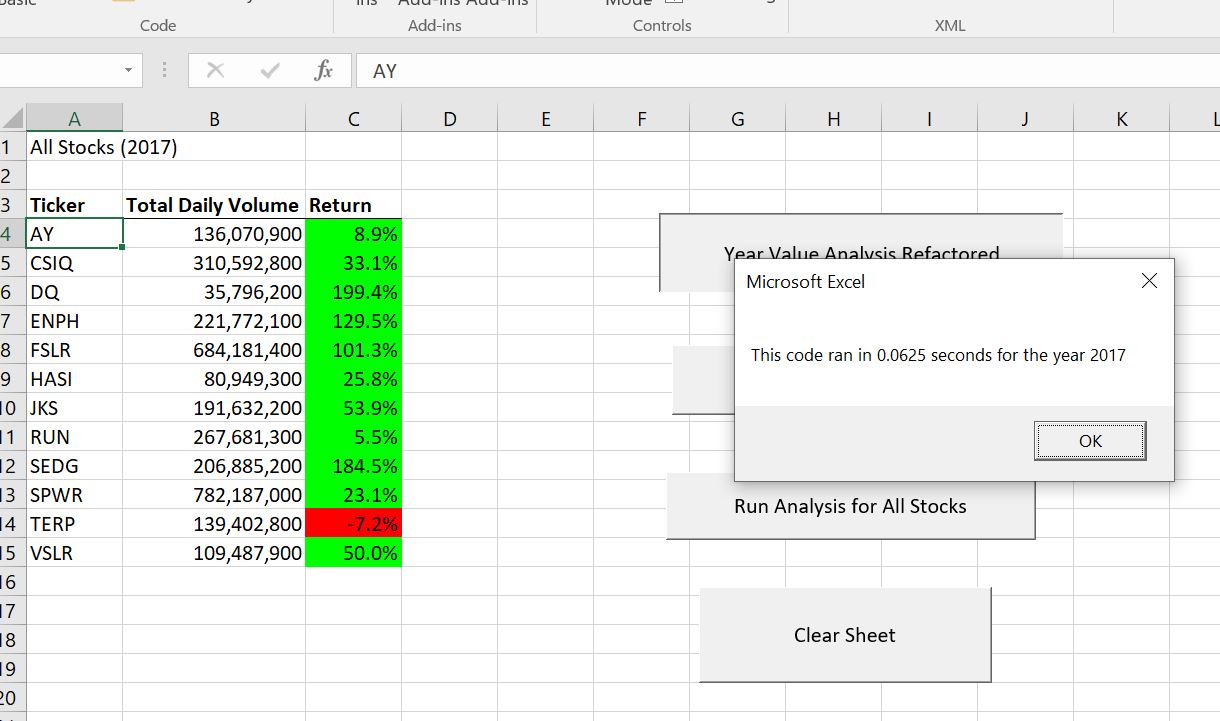 Code Add-ins Controls XML
fx AY
A B C D E F G H I J K L
1 All Stocks (2017)
2
3 Ticker Total Daily Volume Return
4 AY 136,070,900 8.9%
5 CSIQ 310,592,800 33.1%
6 DQ 35,796,200 199.4%
7 ENPH 221,772,100 129.5%
8 FSLR 684,181,400 101.3%
9 HASI 80,949,300 25.8%
10 JKS 191,632,200 53.9%
11 RUN 267,681,300 5.5%
12 SEDG 206,885,200 184.5%
13 SPWR 782,187,000 23.1%
14 TERP 139,402,800 -7.2%
15 VSLR 109,487,900 50.0%
16
17
18
19
20
Year Value Analysis Refactored
Microsoft Excel
This code ran in 0.0625 seconds for the year 2017
OK
Run Analysis for All Stocks
Clear Sheet